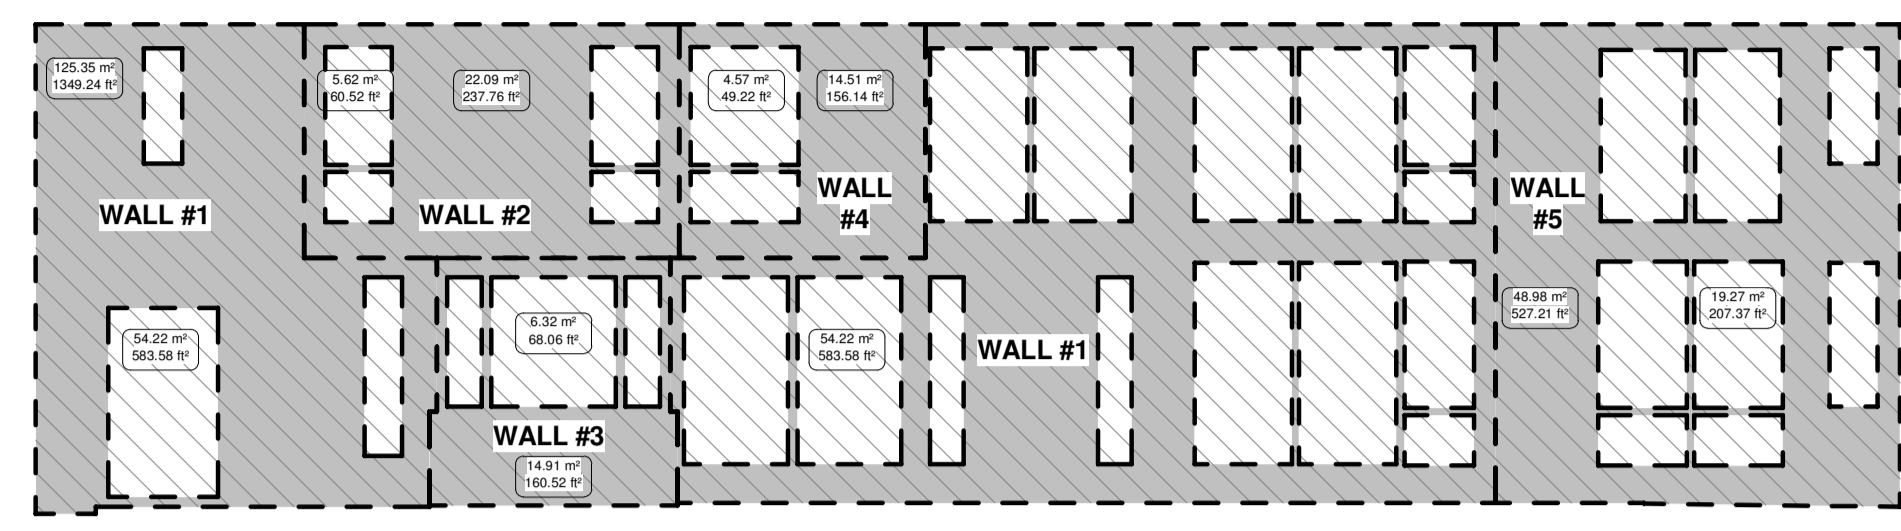 125.35 m²
1349.24 ft²
5.62 m²
60.52 ft²
22.09 m²
237.76 ft²
4.57 m²
49.22 ft²
14.51 m²
156.14 ft²
WALL #1
WALL #2
WALL
#4
WALL
#5
54.22 m²
583.58 ft²
6.32 m²
68.06 ft²
54.22 m²
583.58 ft²
WALL #1
48.98 m²
527.21 ft²
19.27 m²
207.37 ft²
WALL #3
14.91 m²
160.52 ft²